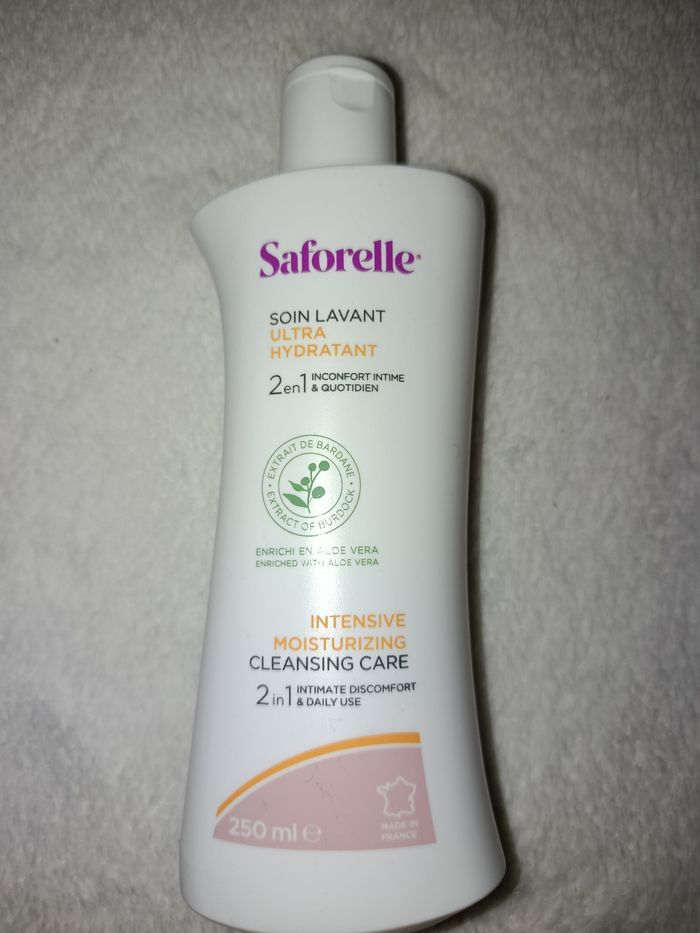 Saforelle®
SOIN LAVANT
ULTRA
HYDRATANT
2en1 INCONFORT INTIME
& QUOTIDIEN
• EXTRAIT DE BARDANE •
EXTRACT OF BURDOCK
ENRICHI EN ALOE VERA
ENRICHED WITH ALOE VERA
INTENSIVE
MOISTURIZING
CLEANSING CARE
2in1 INTIMATE DISCOMFORT
& DAILY USE
250 ml ℮
MADE IN
FRANCE